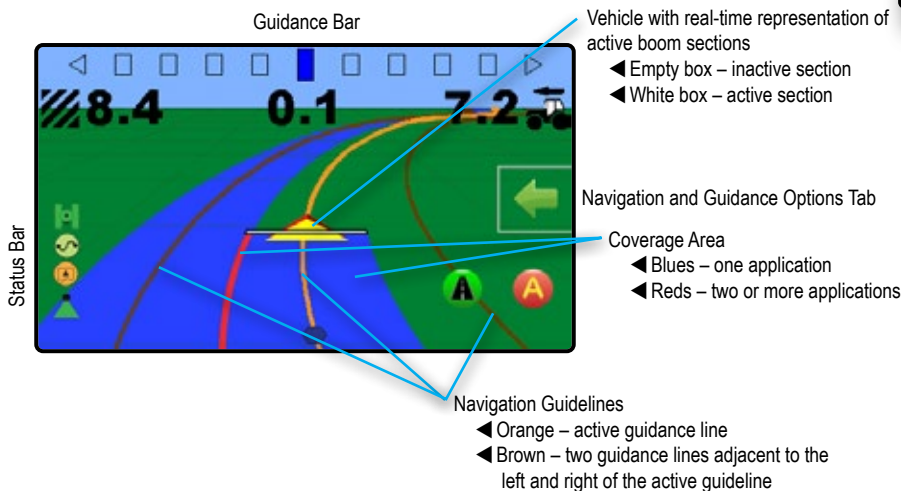 Guidance Bar
Vehicle with real-time representation of
active boom sections
◀ Empty box – inactive section
◀ White box – active section
8.4 0.1 7.2
Status Bar
A
Navigation and Guidance Options Tab
Coverage Area
◀ Blues – one application
◀ Reds – two or more applications
Navigation Guidelines
◀ Orange – active guidance line
◀ Brown – two guidance lines adjacent to the
left and right of the active guideline